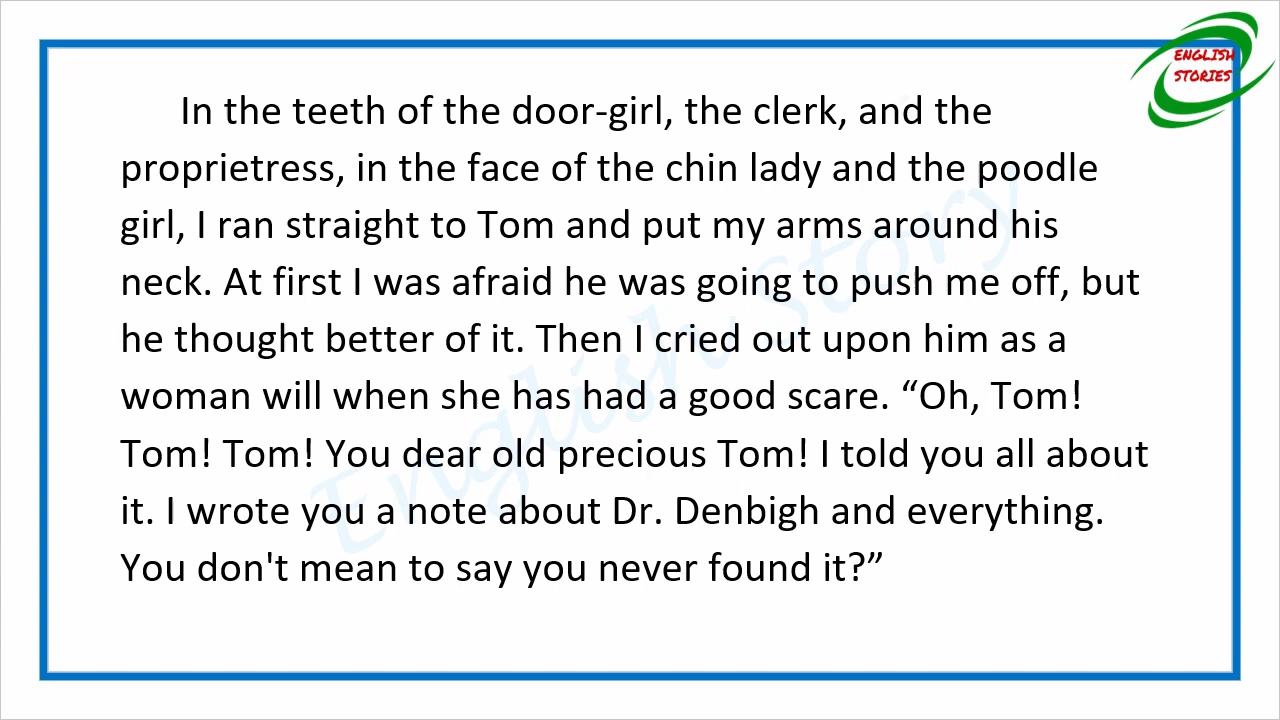 ENGLISH
STORIES
In the teeth of the door-girl, the clerk, and the
proprietress, in the face of the chin lady and the poodle
girl, I ran straight to Tom and put my arms around his
neck. At first I was afraid he was going to push me off, but
he thought better of it. Then I cried out upon him as a
woman will when she has had a good scare. “Oh, Tom!
Tom! Tom! You dear old precious Tom! I told you all about
it. I wrote you a note about Dr. Denbigh and everything.
You don't mean to say you never found it?”
English Story